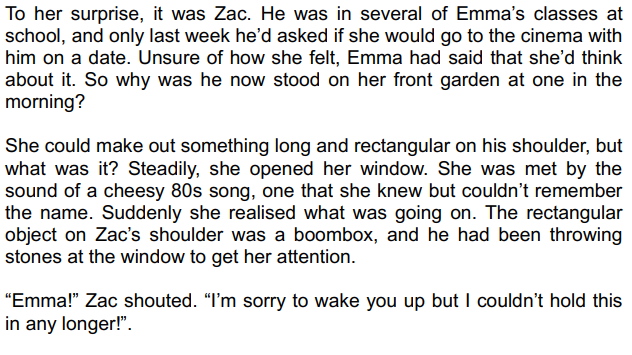 To her surprise, it was Zac. He was in several of Emma’s classes at
school, and only last week he’d asked if she would go to the cinema with
him on a date. Unsure of how she felt, Emma had said that she’d think
about it. So why was he now stood on her front garden at one in the
morning?
She could make out something long and rectangular on his shoulder, but
what was it? Steadily, she opened her window. She was met by the
sound of a cheesy 80s song, one that she knew but couldn’t remember
the name. Suddenly she realised what was going on. The rectangular
object on Zac’s shoulder was a boombox, and he had been throwing
stones at the window to get her attention.
“Emma!” Zac shouted. “I’m sorry to wake you up but I couldn’t hold this
in any longer!”.